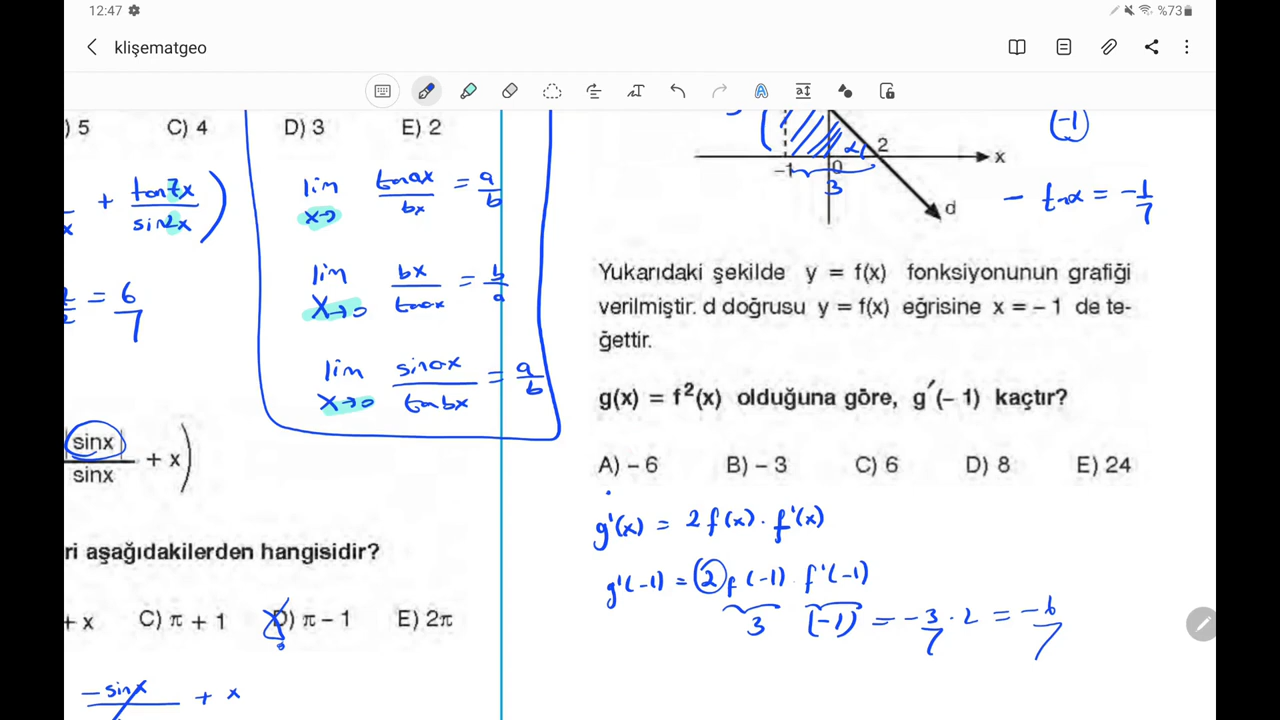 12:47
%73
klişematgeo
) 5 C) 4 D) 3 E) 2
+ tan7x / sin2x )
= 6/7
lim x→0 tanax / bx = a/b
lim x→0 bx / tanax = b/a
lim x→0 sinax / tanbx = a/b
|sinx| / sinx + x )
ri aşağıdakilerden hangisidir?
+ x C) π + 1 D) π – 1 E) 2π
-sinx + x
(-1)
2
x
-1 0
3
d
- tanα = -1/7
Yukarıdaki şekilde y = f(x) fonksiyonunun grafiği
verilmiştir. d doğrusu y = f(x) eğrisine x = – 1 de te-
ğettir.
g(x) = f²(x) olduğuna göre, g′(– 1) kaçtır?
A) – 6 B) – 3 C) 6 D) 8 E) 24
g'(x) = 2f(x) . f'(x)
g'(-1) = 2 f(-1) f'(-1)
3 (-1) = -3/7 . 2 = -6/7